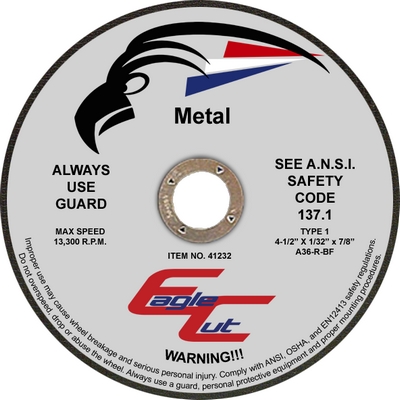 Metal
ALWAYS
USE
GUARD
MAX SPEED
13,300 R.P.M.
SEE A.N.S.I.
SAFETY
CODE
137.1
TYPE 1
4-1/2" X 1/32" x 7/8"
A36-R-BF
ITEM NO. 41232
Eagle
Cut
WARNING!!!
Improper use may cause wheel breakage and serious personal injury. Comply with ANSI, OSHA, and EN12413 safety regulations.
Do not overspeed, drop or abuse the wheel. Always use a guard, personal protective equipment and proper mounting procedures.